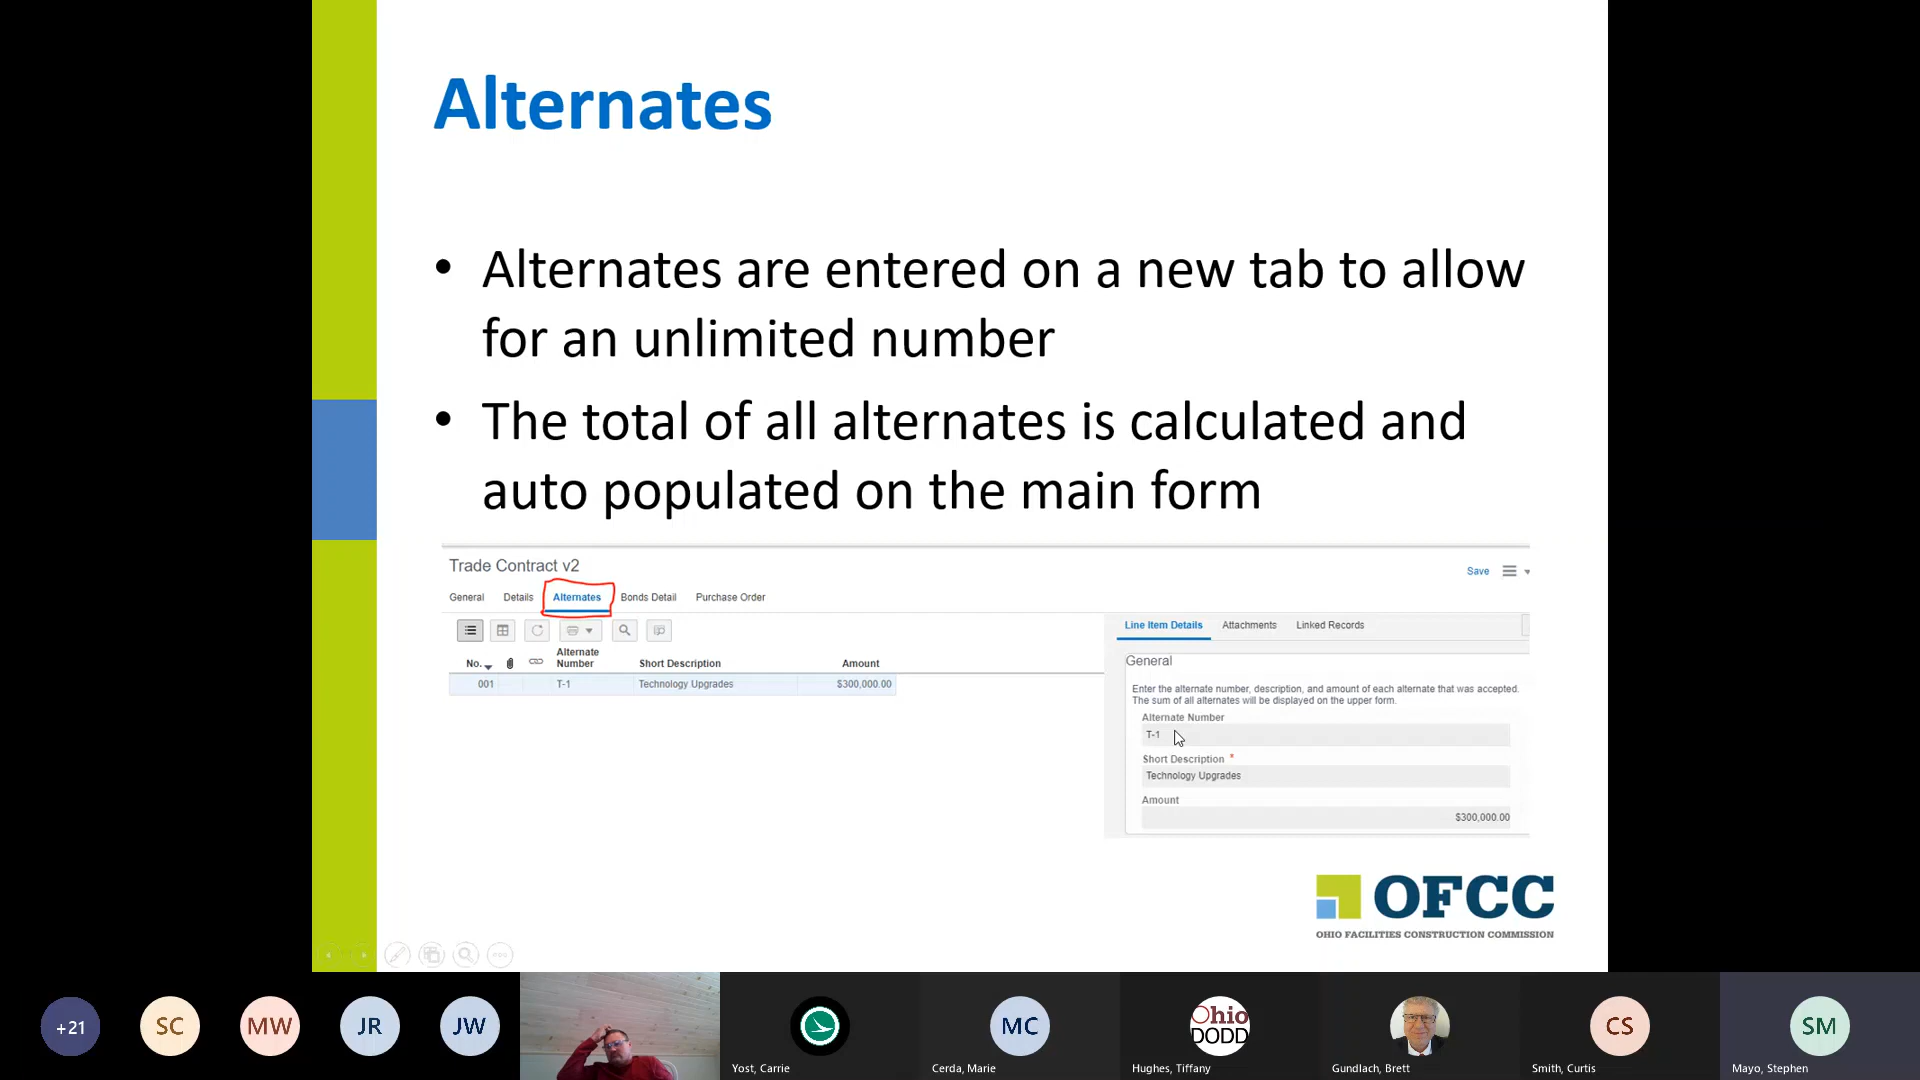 Alternates
• Alternates are entered on a new tab to allow
for an unlimited number
• The total of all alternates is calculated and
auto populated on the main form
Trade Contract v2
Save
General Details Alternates Bonds Detail Purchase Order
Line Item Details Attachments Linked Records
No. Alternate Number Short Description Amount
001 T-1 Technology Upgrades $300,000.00
General
Enter the alternate number, description, and amount of each alternate that was accepted.
The sum of all alternates will be displayed on the upper form.
Alternate Number
T-1
Short Description *
Technology Upgrades
Amount
$300,000.00
OFCC
OHIO FACILITIES CONSTRUCTION COMMISSION
+21 SC MW JR JW MC Ohio DODD CS SM
Yost, Carrie Cerda, Marie Hughes, Tiffany Gundlach, Brett Smith, Curtis Mayo, Stephen